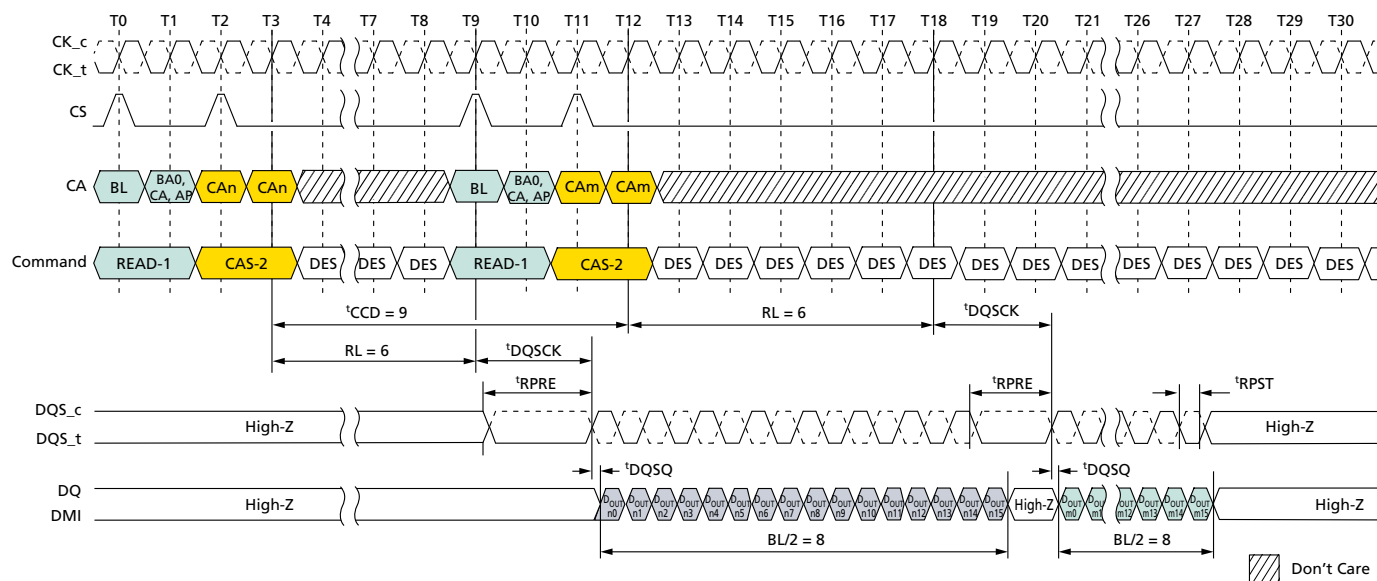 T0 T1 T2 T3 T4 T7 T8 T9 T10 T11 T12 T13 T14 T15 T16 T17 T18 T19 T20 T21 T26 T27 T28 T29 T30
CK_c
CK_t
CS
CA BL BA0, CA, AP CAn CAn BL BA0, CA, AP CAm CAm
Command READ-1 CAS-2 DES DES DES READ-1 CAS-2 DES DES DES DES DES DES DES DES DES DES DES DES DES DES
tCCD = 9 RL = 6 tDQSCK
RL = 6 tDQSCK
tRPRE tRPRE tRPST
DQS_c
DQS_t
High-Z High-Z
tDQSQ tDQSQ
DQ
DMI
High-Z DOUT n0 DOUT n1 DOUT n2 DOUT n3 DOUT n4 DOUT n5 DOUT n6 DOUT n7 DOUT n8 DOUT n9 DOUT n10 DOUT n11 DOUT n12 DOUT n13 DOUT n14 DOUT n15 High-Z DOUT m0 DOUT m1 DOUT m12 DOUT m13 DOUT m14 DOUT m15 High-Z
BL/2 = 8 BL/2 = 8
Don't Care